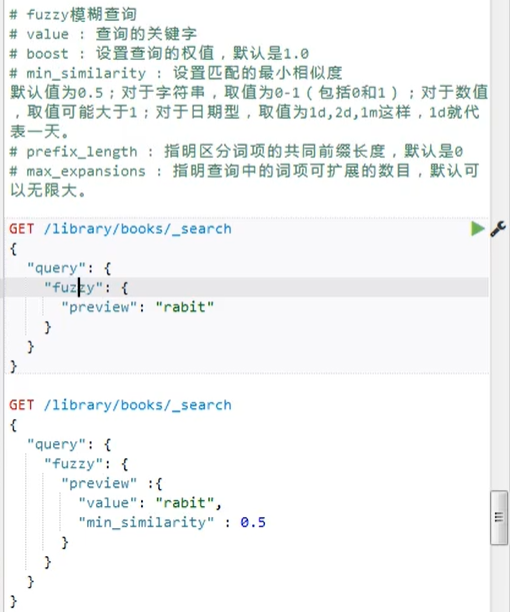 # fuzzy模糊查询
# value : 查询的关键字
# boost : 设置查询的权值，默认是1.0
# min_similarity : 设置匹配的最小相似度
默认值为0.5；对于字符串，取值为0-1（包括0和1）；对于数值
，取值可能大于1；对于日期型，取值为1d,2d,1m这样，1d就代
表一天。
# prefix_length : 指明区分词项的共同前缀长度，默认是0
# max_expansions : 指明查询中的词项可扩展的数目，默认可
以无限大。
GET /library/books/_search
{
  "query": {
    "fuzzy": {
      "preview": "rabit"
    }
  }
}
GET /library/books/_search
{
  "query": {
    "fuzzy": {
      "preview" :{
        "value": "rabit",
        "min_similarity" : 0.5
      }
    }
  }
}